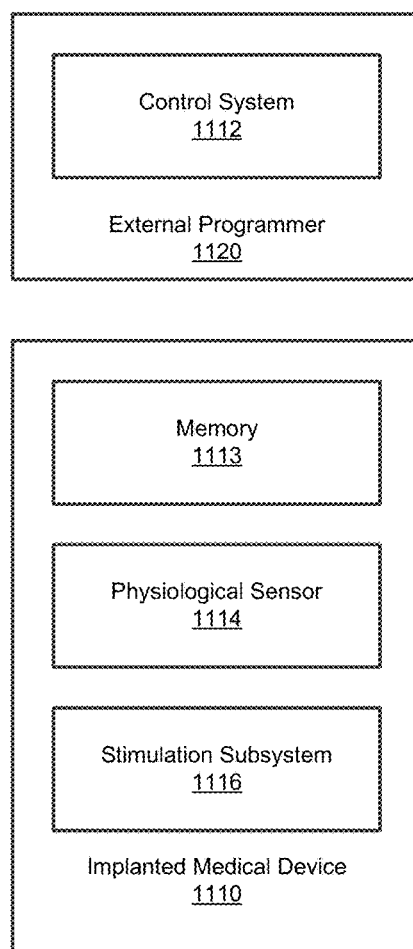 Control System
1112
External Programmer
1120
Memory
1113
Physiological Sensor
1114
Stimulation Subsystem
1116
Implanted Medical Device
1110